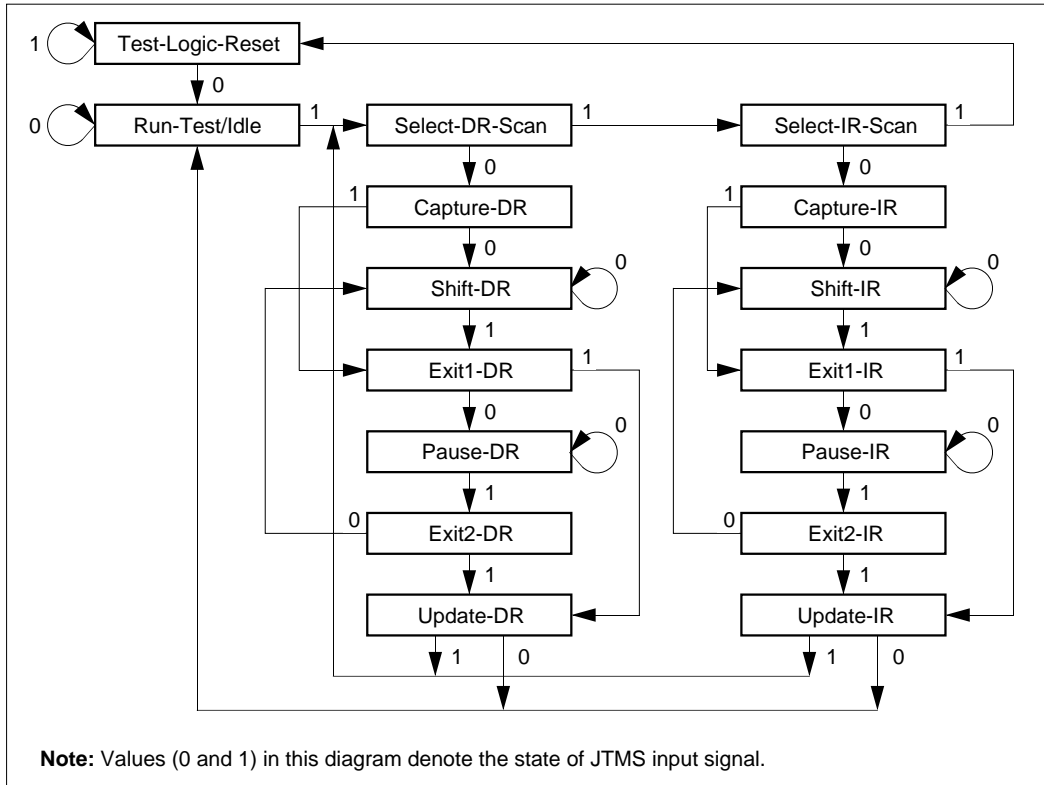 1 Test-Logic-Reset
0
0 Run-Test/Idle 1 Select-DR-Scan 1 Select-IR-Scan 1
0 0
1 Capture-DR 1 Capture-IR
0 0
Shift-DR 0 Shift-IR 0
1 1
Exit1-DR 1 Exit1-IR 1
0 0
Pause-DR 0 Pause-IR 0
1 1
0 Exit2-DR 0 Exit2-IR
1 1
Update-DR Update-IR
1 0 1 0
Note: Values (0 and 1) in this diagram denote the state of JTMS input signal.